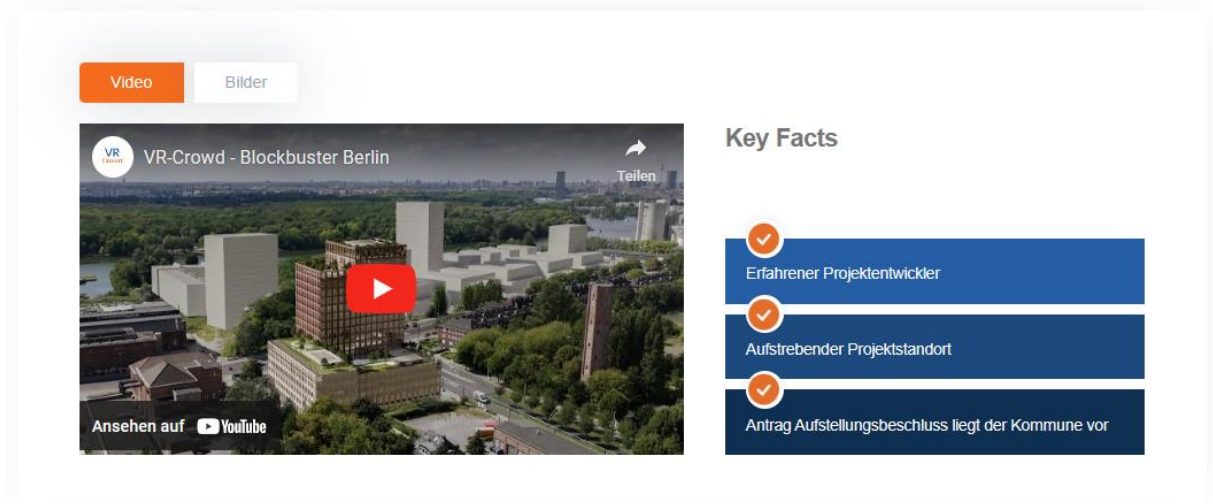 Video
Bilder
VR
Crowd
VR-Crowd - Blockbuster Berlin
Teilen
Ansehen auf YouTube
Key Facts
Erfahrener Projektentwickler
Aufstrebender Projektstandort
Antrag Aufstellungsbeschluss liegt der Kommune vor